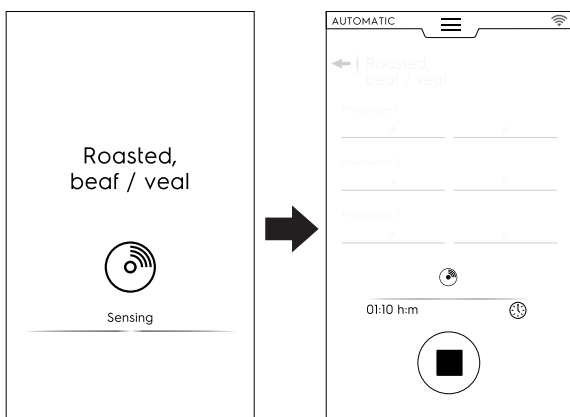 Roasted,
beaf / veal
Sensing
AUTOMATIC
Roasted,
beaf / veal
Parameter 1
A B
Parameter 2
A B
Parameter 3
A B
01:10 h:m